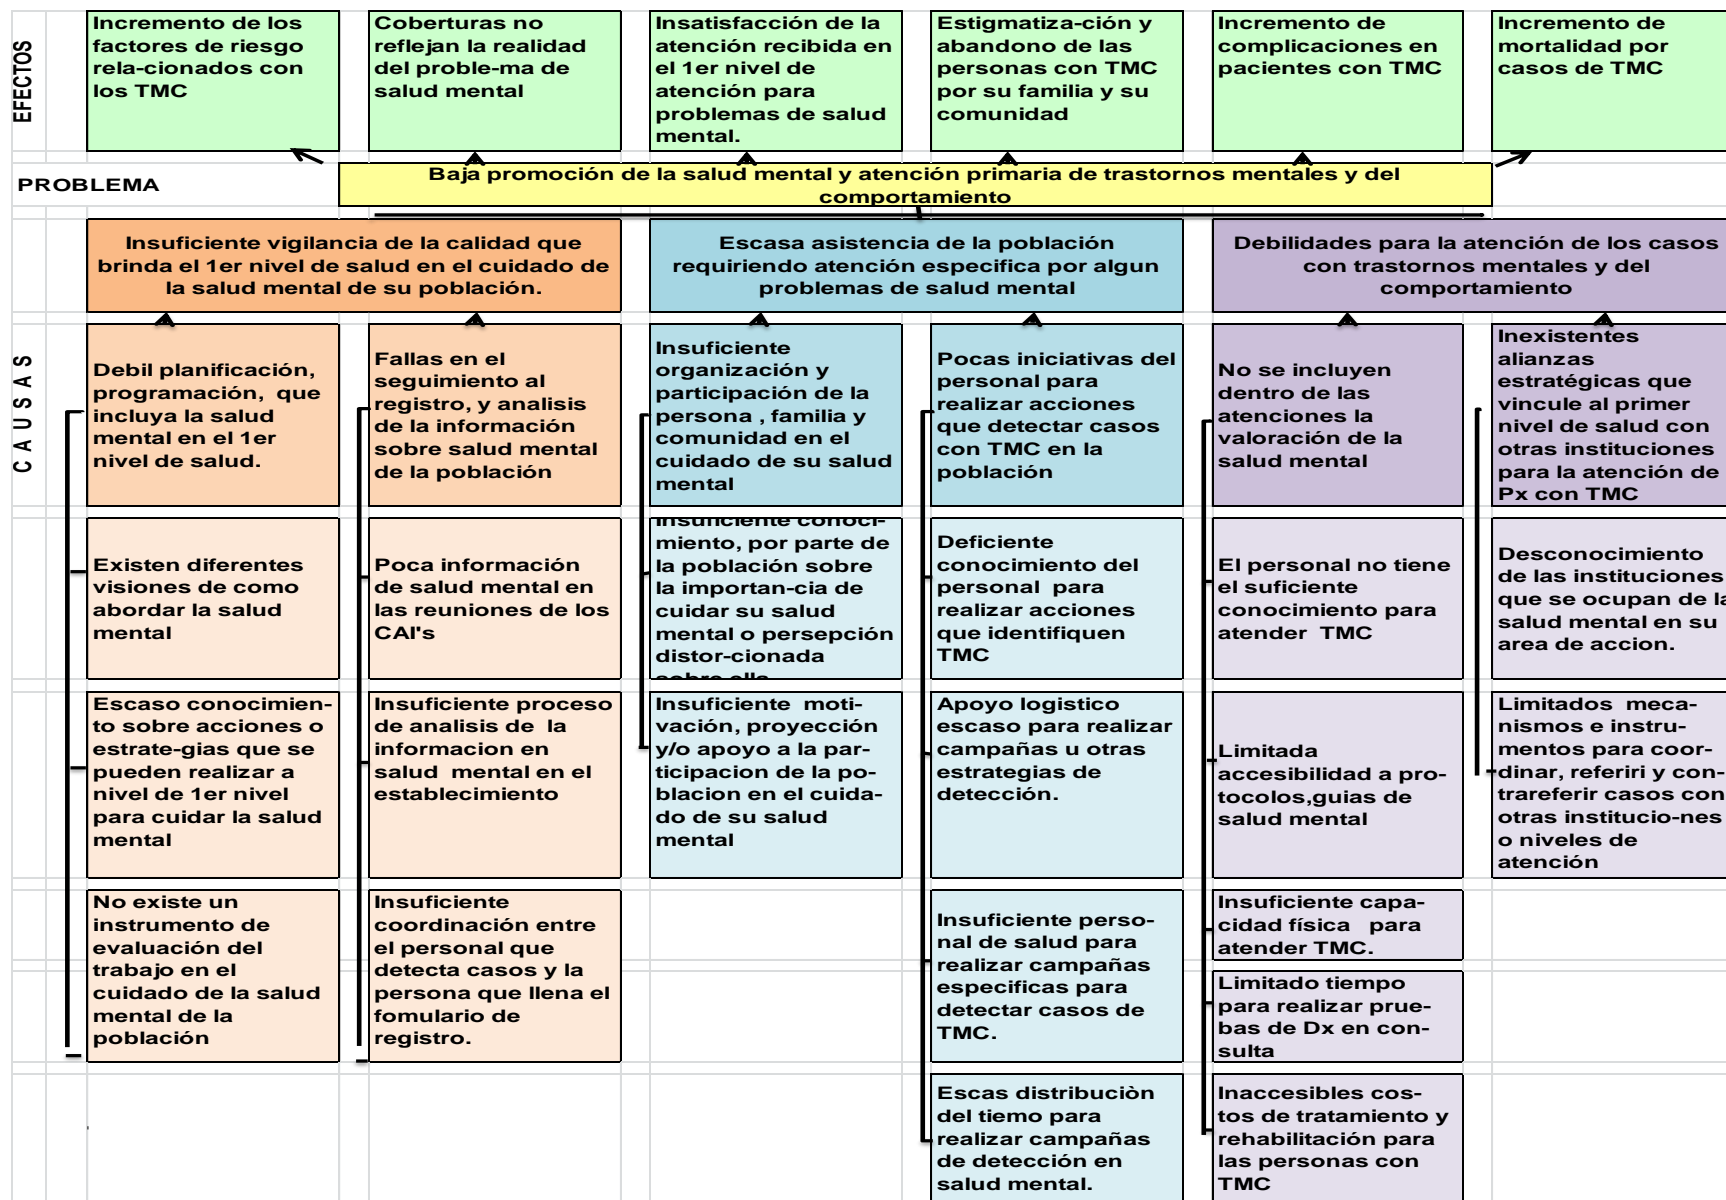 EFECTOS
Incremento de los
factores de riesgo
rela-cionados con
los TMC
Coberturas no
reflejan la realidad
del proble-ma de
salud mental
Insatisfacción de la
atención recibida en
el 1er nivel de
atención para
problemas de salud
mental.
Estigmatiza-ción y
abandono de las
personas con TMC
por su familia y su
comunidad
Incremento de
complicaciones en
pacientes con TMC
Incremento de
mortalidad por
casos de TMC
PROBLEMA
Baja promoción de la salud mental y atención primaria de trastornos mentales y del
comportamiento
Insuficiente vigilancia de la calidad que
brinda el 1er nivel de salud en el cuidado de
la salud mental de su población.
Escasa asistencia de la población
requiriendo atención especifica por algun
problemas de salud mental
Debilidades para la atención de los casos
con trastornos mentales y del
comportamiento
C A U S A S
Debil planificación,
programación, que
incluya la salud
mental en el 1er
nivel de salud.
Fallas en el
seguimiento al
registro, y analisis
de la información
sobre salud mental
de la población
Insuficiente
organización y
participación de la
persona , familia y
comunidad en el
cuidado de su salud
mental
Pocas iniciativas del
personal para
realizar acciones
que detectar casos
con TMC en la
población
No se incluyen
dentro de las
atenciones la
valoración de la
salud mental
Inexistentes
alianzas
estratégicas que
vincule al primer
nivel de salud con
otras instituciones
para la atención de
Px con TMC
Existen diferentes
visiones de como
abordar la salud
mental
Poca información
de salud mental en
las reuniones de los
CAI's
Insuficiente conoci-
miento, por parte de
la población sobre
la importan-cia de
cuidar su salud
mental o persepción
distor-cionada
sobre ella
Deficiente
conocimiento del
personal para
realizar acciones
que identifiquen
TMC
El personal no tiene
el suficiente
conocimiento para
atender TMC
Desconocimiento
de las instituciones
que se ocupan de la
salud mental en su
area de accion.
Escaso conocimien-
to sobre acciones o
estrate-gias que se
pueden realizar a
nivel de 1er nivel
para cuidar la salud
mental
Insuficiente proceso
de analisis de la
informacion en
salud mental en el
establecimiento
Insuficiente moti-
vación, proyección
y/o apoyo a la par-
ticipacion de la po-
blacion en el cuida-
do de su salud
mental
Apoyo logistico
escaso para realizar
campañas u otras
estrategias de
detección.
Limitada
accesibilidad a pro-
tocolos,guias de
salud mental
Limitados meca-
nismos e instru-
mentos para coor-
dinar, referiri y con-
trareferir casos con
otras institucio-nes
o niveles de
atención
No existe un
instrumento de
evaluación del
trabajo en el
cuidado de la salud
mental de la
población
Insuficiente
coordinación entre
el personal que
detecta casos y la
persona que llena el
fomulario de
registro.
Insuficiente perso-
nal de salud para
realizar campañas
especificas para
detectar casos de
TMC.
Insuficiente capa-
cidad física para
atender TMC.
Limitado tiempo
para realizar prue-
bas de Dx en con-
sulta
Escas distribuciòn
del tiemo para
realizar campañas
de detección en
salud mental.
Inaccesibles cos-
tos de tratamiento y
rehabilitación para
las personas con
TMC